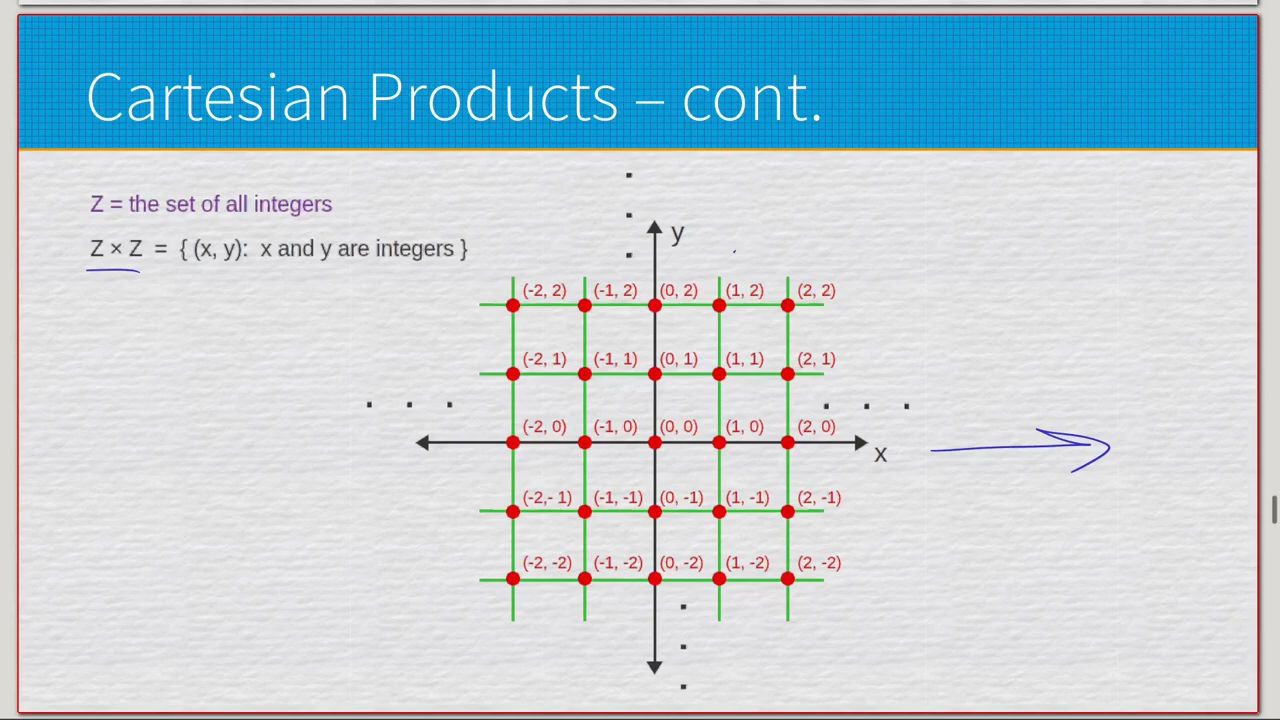 Cartesian Products – cont.
Z = the set of all integers
Z × Z = { (x, y): x and y are integers }
y
(-2, 2) (-1, 2) (0, 2) (1, 2) (2, 2)
(-2, 1) (-1, 1) (0, 1) (1, 1) (2, 1)
. . . . . .
(-2, 0) (-1, 0) (0, 0) (1, 0) (2, 0)
x
(-2,- 1) (-1, -1) (0, -1) (1, -1) (2, -1)
(-2, -2) (-1, -2) (0, -2) (1, -2) (2, -2)